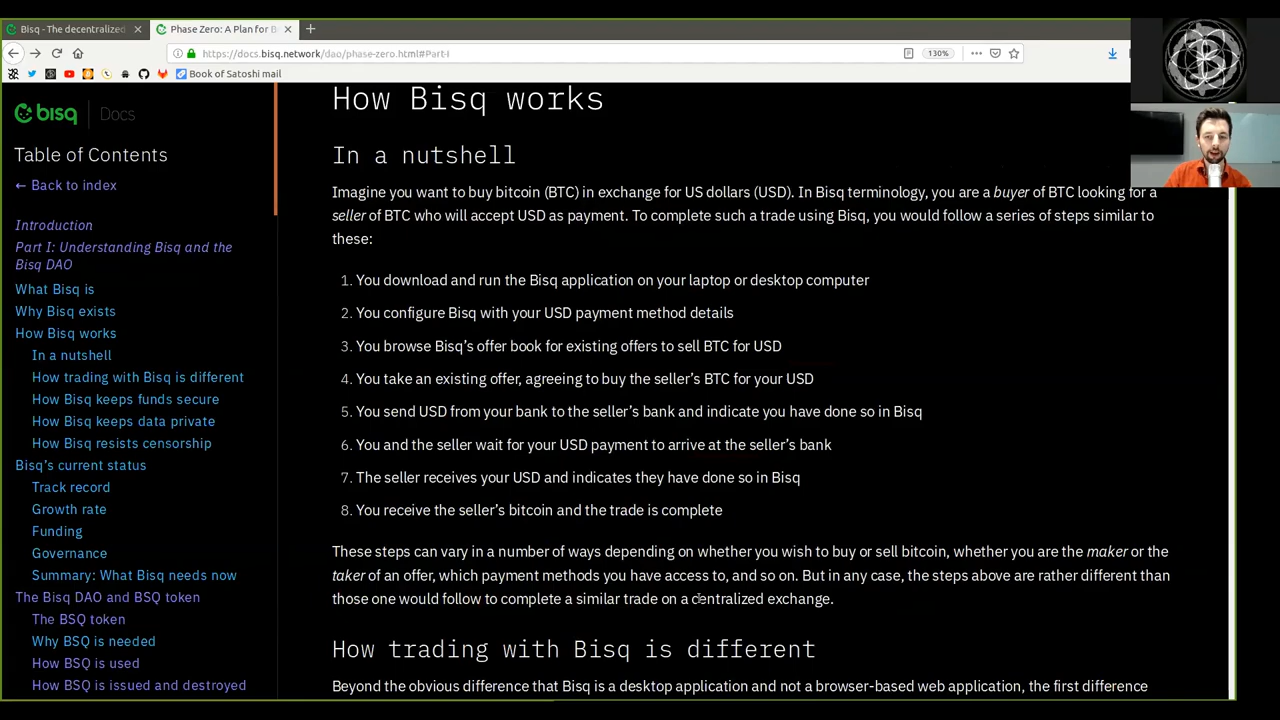 Bisq - The decentralized
Phase Zero: A Plan for B
https://docs.bisq.network/dao/phase-zero.html#Part-I
130%
Book of Satoshi mail
bisq
Docs
Table of Contents
← Back to index
Introduction
Part I: Understanding Bisq and the
Bisq DAO
What Bisq is
Why Bisq exists
How Bisq works
In a nutshell
How trading with Bisq is different
How Bisq keeps funds secure
How Bisq keeps data private
How Bisq resists censorship
Bisq's current status
Track record
Growth rate
Funding
Governance
Summary: What Bisq needs now
The Bisq DAO and BSQ token
The BSQ token
Why BSQ is needed
How BSQ is used
How BSQ is issued and destroyed
How Bisq works
In a nutshell
Imagine you want to buy bitcoin (BTC) in exchange for US dollars (USD). In Bisq terminology, you are a buyer of BTC looking for a
seller of BTC who will accept USD as payment. To complete such a trade using Bisq, you would follow a series of steps similar to
these:
1. You download and run the Bisq application on your laptop or desktop computer
2. You configure Bisq with your USD payment method details
3. You browse Bisq's offer book for existing offers to sell BTC for USD
4. You take an existing offer, agreeing to buy the seller's BTC for your USD
5. You send USD from your bank to the seller's bank and indicate you have done so in Bisq
6. You and the seller wait for your USD payment to arrive at the seller's bank
7. The seller receives your USD and indicates they have done so in Bisq
8. You receive the seller's bitcoin and the trade is complete
These steps can vary in a number of ways depending on whether you wish to buy or sell bitcoin, whether you are the maker or the
taker of an offer, which payment methods you have access to, and so on. But in any case, the steps above are rather different than
those one would follow to complete a similar trade on a centralized exchange.
How trading with Bisq is different
Beyond the obvious difference that Bisq is a desktop application and not a browser-based web application, the first difference